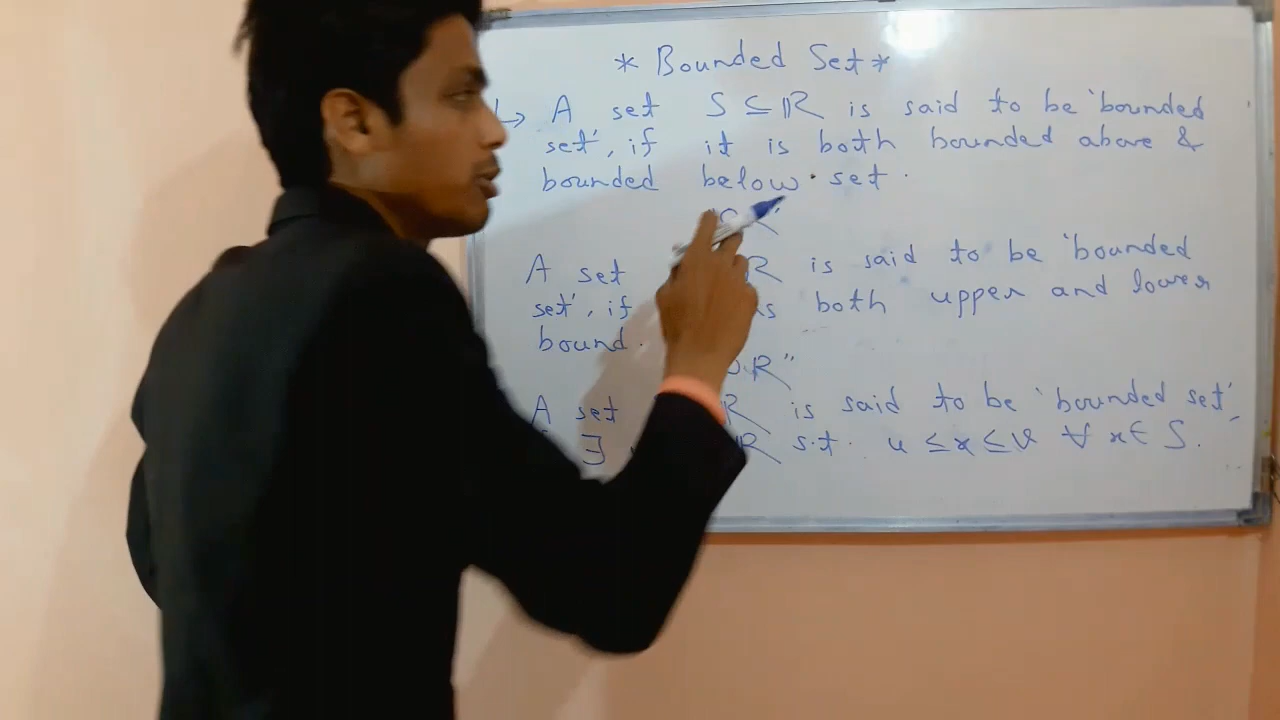 * Bounded Set *
→ A set S ⊆ ℝ is said to be 'bounded
set', if it is both bounded above &
bounded below set.
"OR"
A set ℝ is said to be 'bounded
set', if both upper and lower
bound.
"OR"
A set ℝ is said to be 'bounded set',
∃ ℝ s.t. u ≤ x ≤ v ∀ x ∈ S.